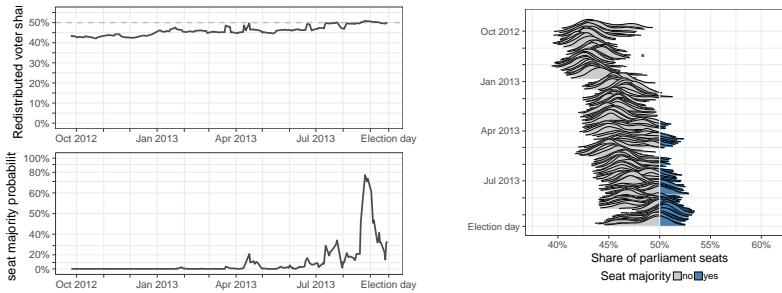 Redistributed voter shar
50%
40%
30%
20%
10%
0%
Oct 2012
Jan 2013
Apr 2013
Jul 2013
Election day
seat majority probabilit
100%
80%
60%
40%
20%
0%
Oct 2012
Jan 2013
Apr 2013
Jul 2013
Election day
Oct 2012
Jan 2013
Apr 2013
Jul 2013
Election day
40%
45%
50%
55%
60%
Share of parliament seats
Seat majority no yes